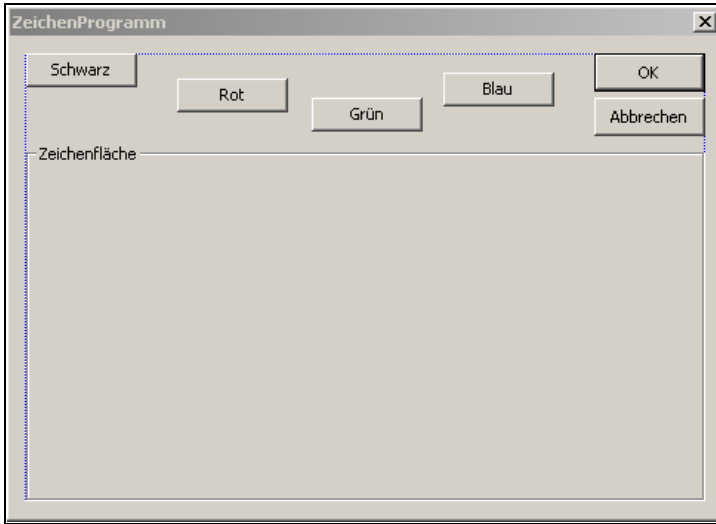 ZeichenProgramm
Schwarz
Rot
Grün
Blau
OK
Abbrechen
Zeichenfläche